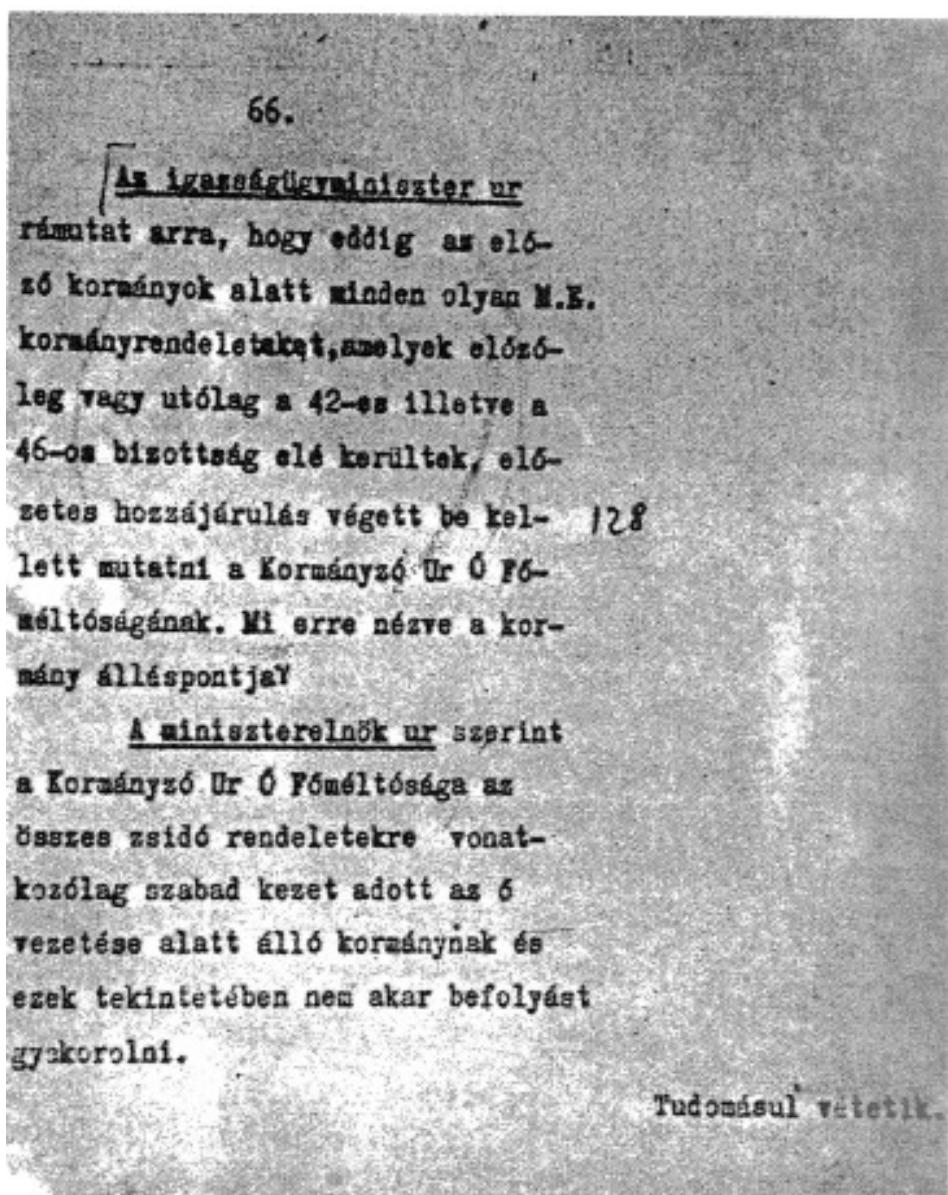 66.
Az igazságügyminiszter ur
rámutat arra, hogy eddig az elő-
ző kormányok alatt minden olyan M.E.
kormányrendeleteket, amelyek előző-
leg vagy utólag a 42-es illetve a
46-os bizottság elé kerültek, elő-
zetes hozzájárulás végett be kel- 128
lett mutatni a Kormányzó Ur Ő Fő-
méltóságának. Mi erre nézve a kor-
mány álláspontja?
A miniszterelnök ur szerint
a Kormányzó Ur Ő Főméltósága az
összes zsidó rendeletekre vonat-
kozólag szabad kezet adott az ő
vezetése alatt álló kormánynak és
ezek tekintetében nem akar befolyást
gyakorolni.
Tudomásul vétetik.